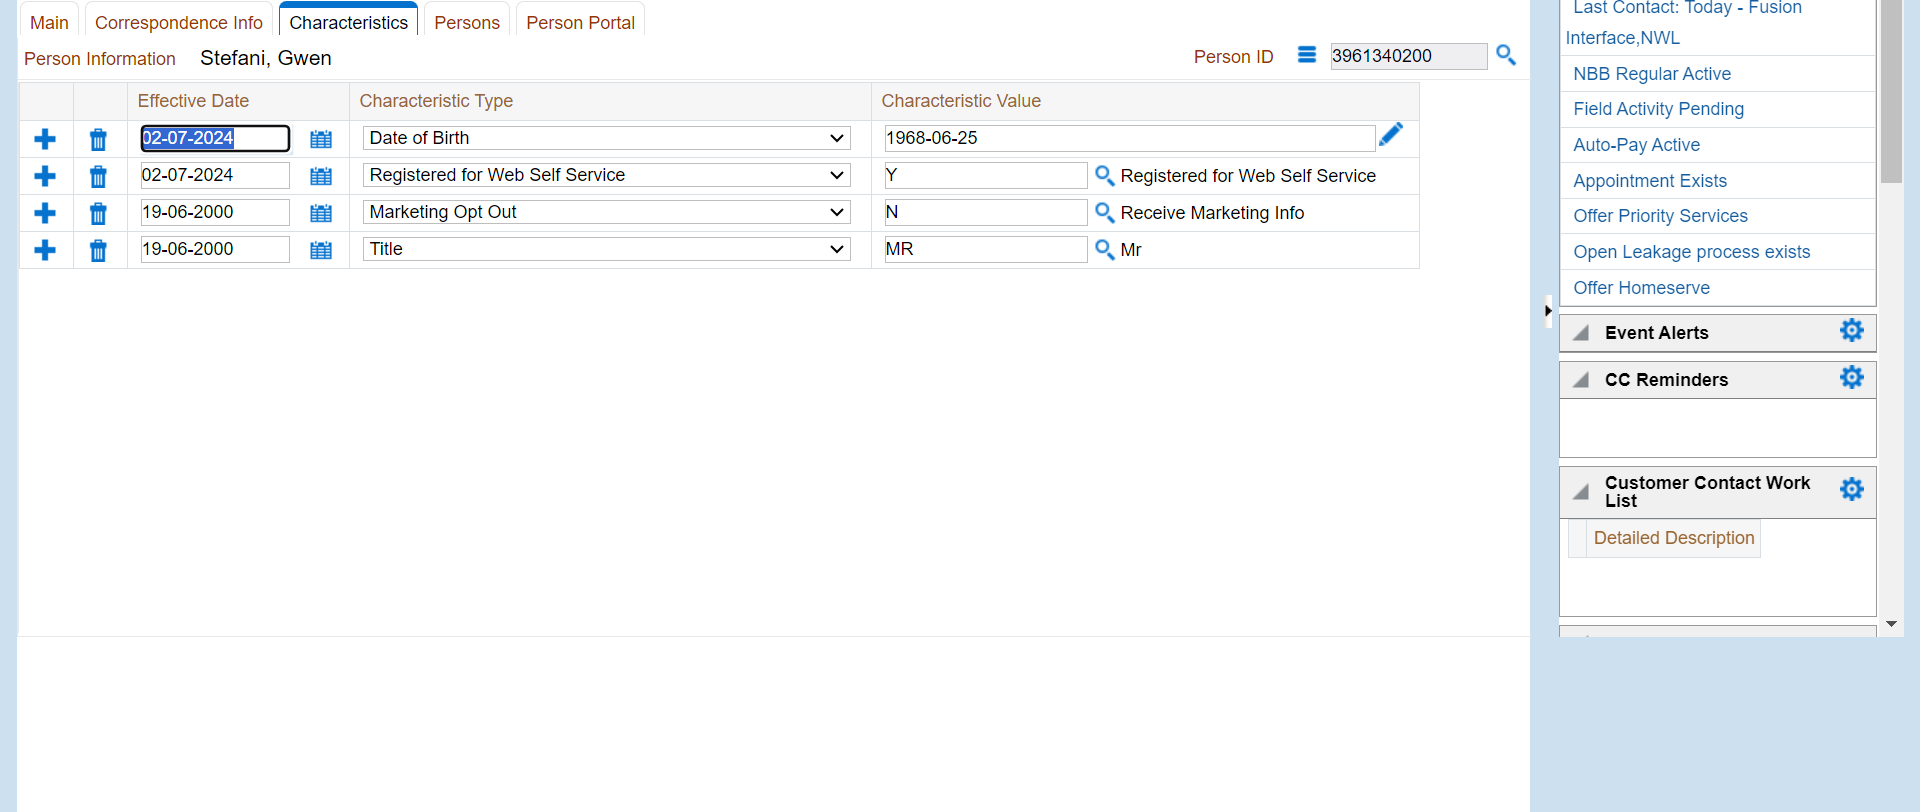 Main Correspondence Info Characteristics Persons Person Portal
Person Information Stefani, Gwen Person ID 3961340200
Effective Date Characteristic Type Characteristic Value
02-07-2024 Date of Birth 1968-06-25
02-07-2024 Registered for Web Self Service Y Registered for Web Self Service
19-06-2000 Marketing Opt Out N Receive Marketing Info
19-06-2000 Title MR Mr
Last Contact: Today - Fusion
Interface,NWL
NBB Regular Active
Field Activity Pending
Auto-Pay Active
Appointment Exists
Offer Priority Services
Open Leakage process exists
Offer Homeserve
Event Alerts
CC Reminders
Customer Contact Work
List
Detailed Description